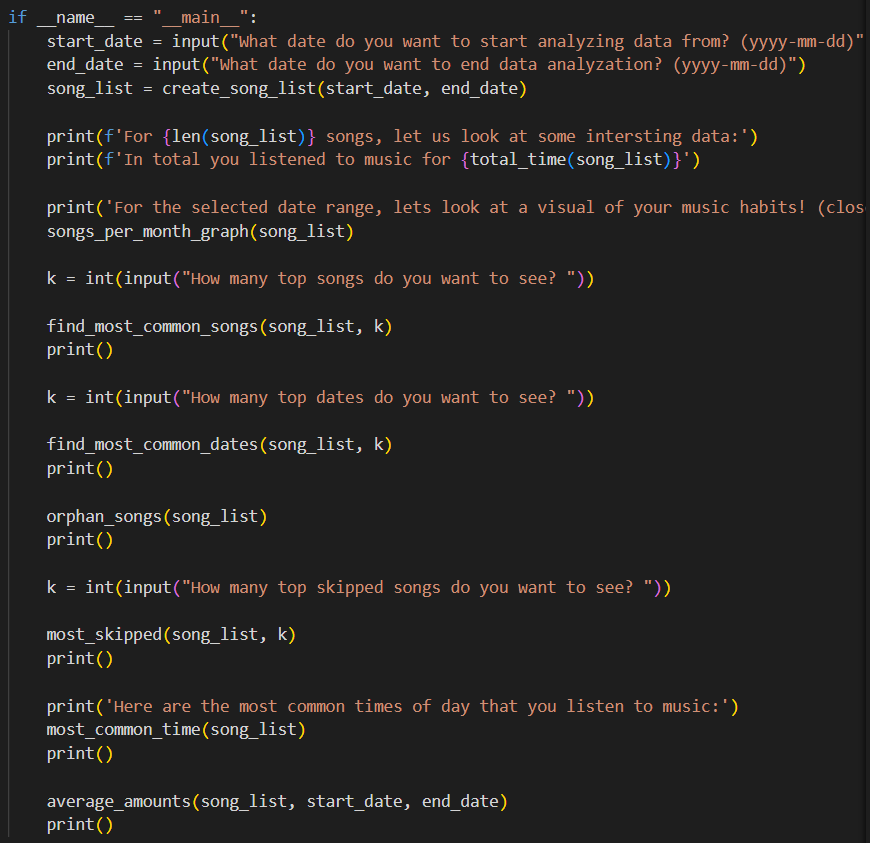 if __name__ == "__main__":
    start_date = input("What date do you want to start analyzing data from? (yyyy-mm-dd)"
    end_date = input("What date do you want to end data analyzation? (yyyy-mm-dd)")
    song_list = create_song_list(start_date, end_date)
    print(f'For {len(song_list)} songs, let us look at some intersting data:')
    print(f'In total you listened to music for {total_time(song_list)}')
    print('For the selected date range, lets look at a visual of your music habits! (clos
    songs_per_month_graph(song_list)
    k = int(input("How many top songs do you want to see? "))
    find_most_common_songs(song_list, k)
    print()
    k = int(input("How many top dates do you want to see? "))
    find_most_common_dates(song_list, k)
    print()
    orphan_songs(song_list)
    print()
    k = int(input("How many top skipped songs do you want to see? "))
    most_skipped(song_list, k)
    print()
    print('Here are the most common times of day that you listen to music:')
    most_common_time(song_list)
    print()
    average_amounts(song_list, start_date, end_date)
    print()